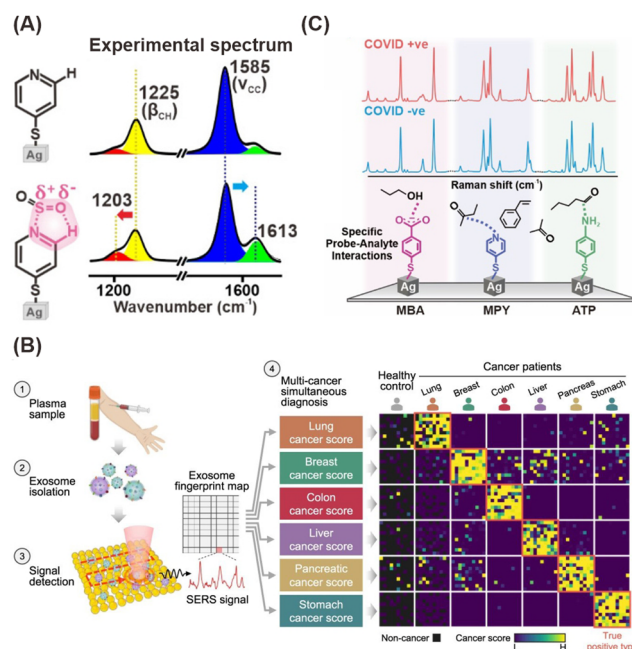 (A)
Experimental spectrum
N
H
S
Ag
1225
(βCH)
1585
(νCC)
δ+ δ-
O S O
N
H
S
Ag
1203
1613
1200
1600
Wavenumber (cm⁻¹)
(C)
COVID +ve
COVID -ve
Raman shift (cm⁻¹)
OH
O
O
O
NH₂
Specific
Probe-Analyte
Interactions
N
S
S
S
Ag
Ag
Ag
MBA
MPY
ATP
(B)
1
Plasma
sample
2
Exosome
isolation
3
Signal
detection
Exosome
fingerprint map
SERS signal
4
Multi-cancer
simultaneous
diagnosis
Lung
cancer score
Breast
cancer score
Colon
cancer score
Liver
cancer score
Pancreatic
cancer score
Stomach
cancer score
Cancer patients
Healthy
control
Lung
Breast
Colon
Liver
Pancreas
Stomach
Non-cancer
Cancer score
L
H
True
positive type